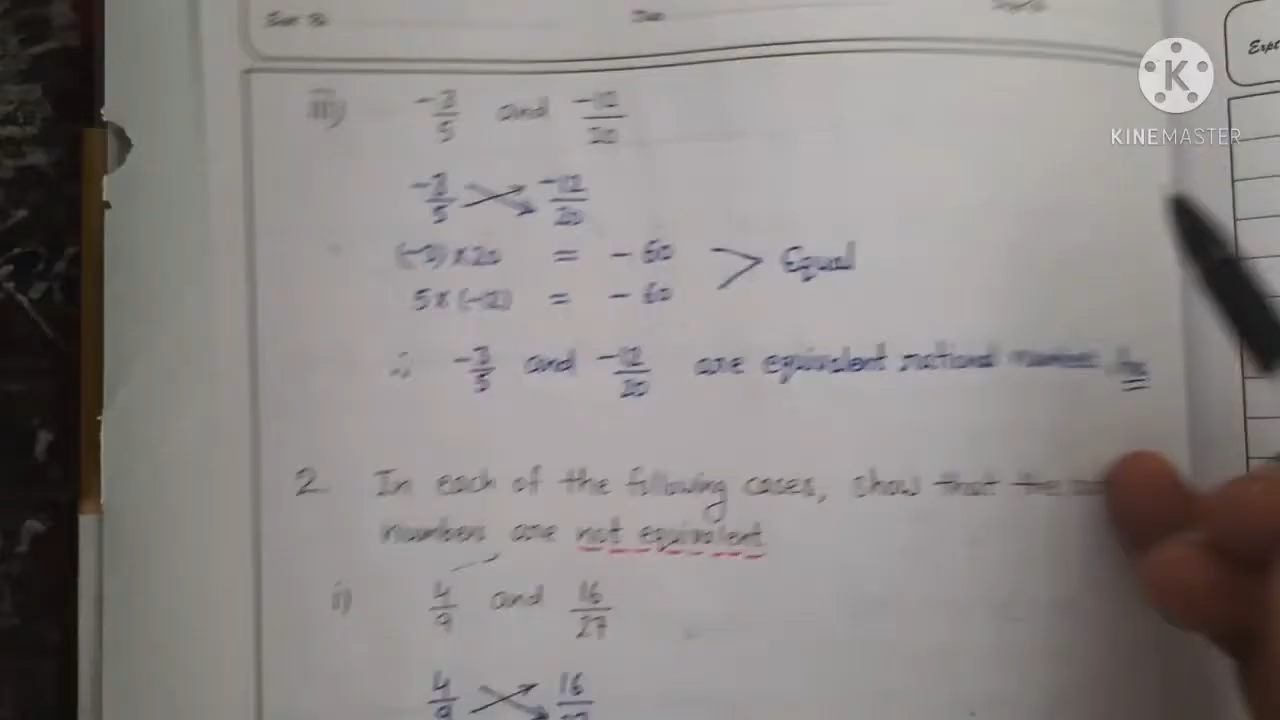 Expt
KINEMASTER
iii) -3/5 and -12/20
-3/5 -12/20
(-3) x 20 = - 60
Equal
5 x (-12) = - 60
∴ -3/5 and -12/20 are equivalent rational number
2. In each of the following cases, show that the
numbers are not equivalent
i) 4/9 and 16/27
4/9 16